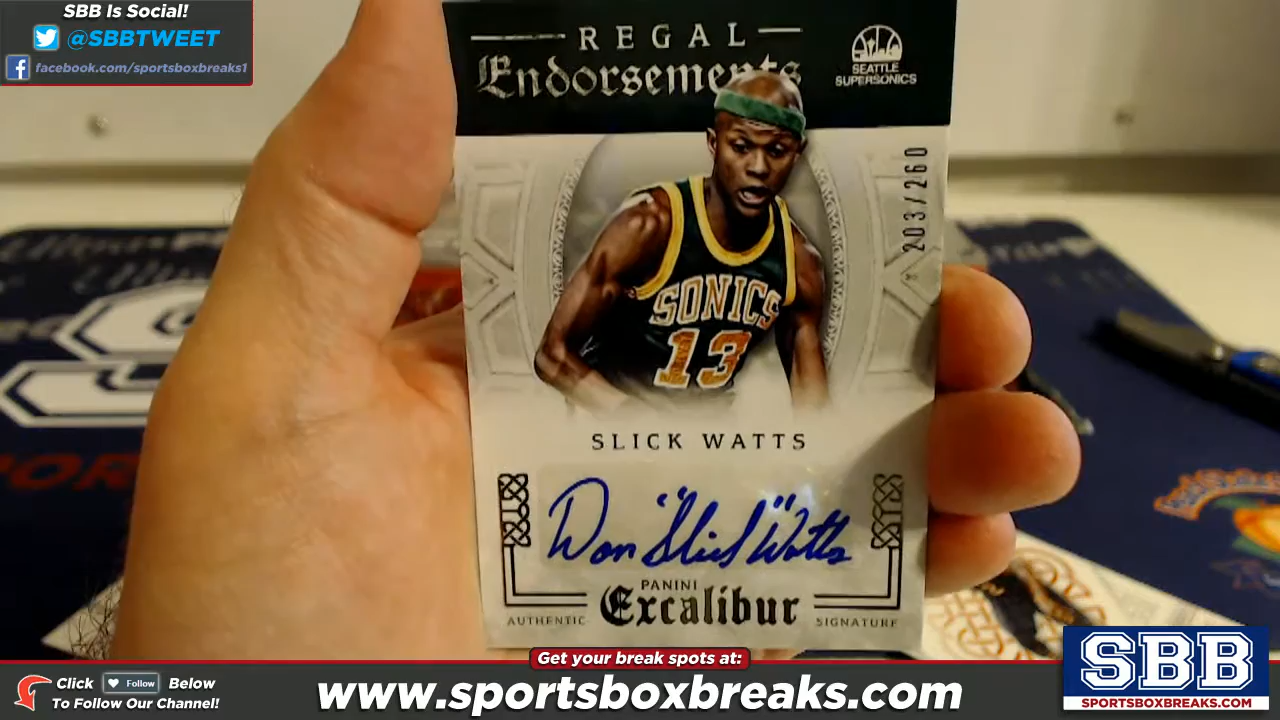 SBB Is Social!
@SBBTWEET
facebook.com/sportsboxbreaks1
REGAL
Endorsements
SEATTLE
SUPERSONICS
203/260
SONICS
13
SLICK WATTS
Don "Slick" Watts
PANINI
Excalibur
AUTHENTIC
SIGNATURE
Get your break spots at:
Click Follow Below
To Follow Our Channel!
www.sportsboxbreaks.com
SBB
SPORTSBOXBREAKS.COM